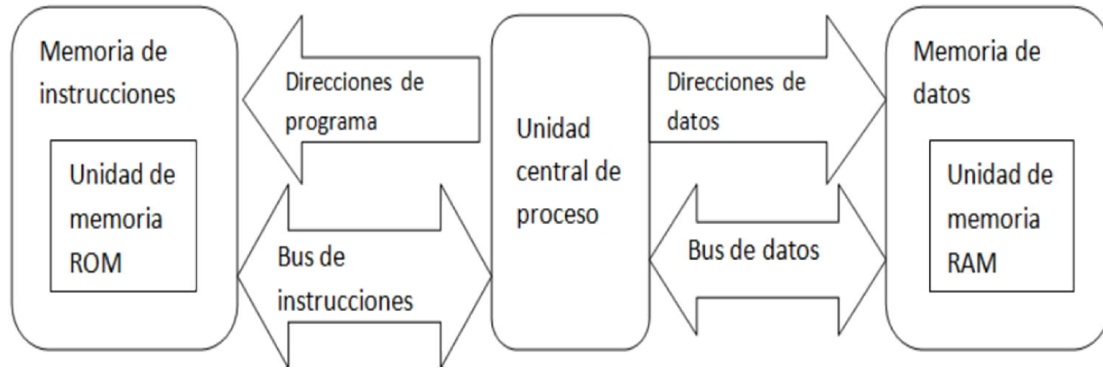 Memoria de
instrucciones
Unidad de
memoria
ROM
Direcciones de
programa
Bus de
instrucciones
Unidad
central de
proceso
Direcciones de
datos
Bus de datos
Memoria de
datos
Unidad de
memoria
RAM